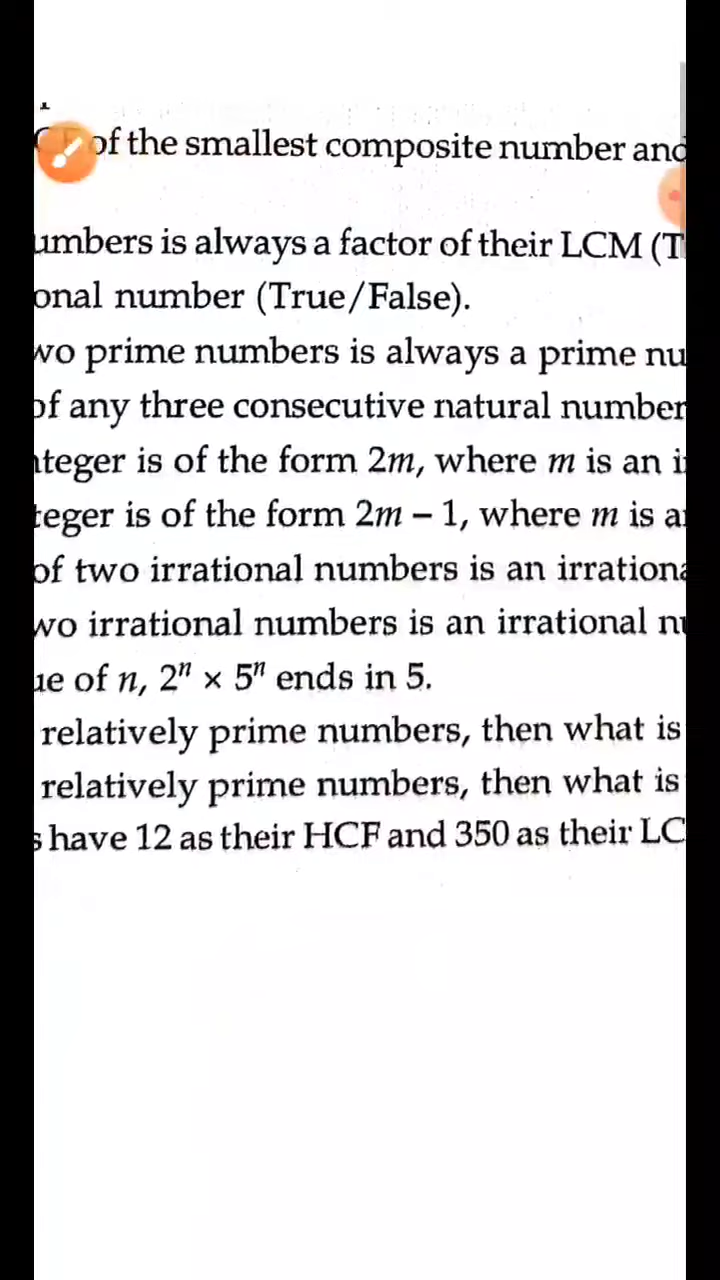 of the smallest composite number and
umbers is always a factor of their LCM (T
onal number (True/False).
wo prime numbers is always a prime nu
of any three consecutive natural number
nteger is of the form 2m, where m is an i
teger is of the form 2m – 1, where m is a
of two irrational numbers is an irrationa
wo irrational numbers is an irrational nu
ue of n, 2ⁿ × 5ⁿ ends in 5.
relatively prime numbers, then what is
relatively prime numbers, then what is
s have 12 as their HCF and 350 as their LC